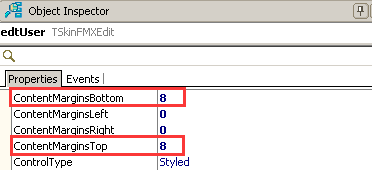 Object Inspector
edtUser TSkinFMXEdit
Properties Events
ContentMarginsBottom 8
ContentMarginsLeft 0
ContentMarginsRight 0
ContentMarginsTop 8
ControlType Styled